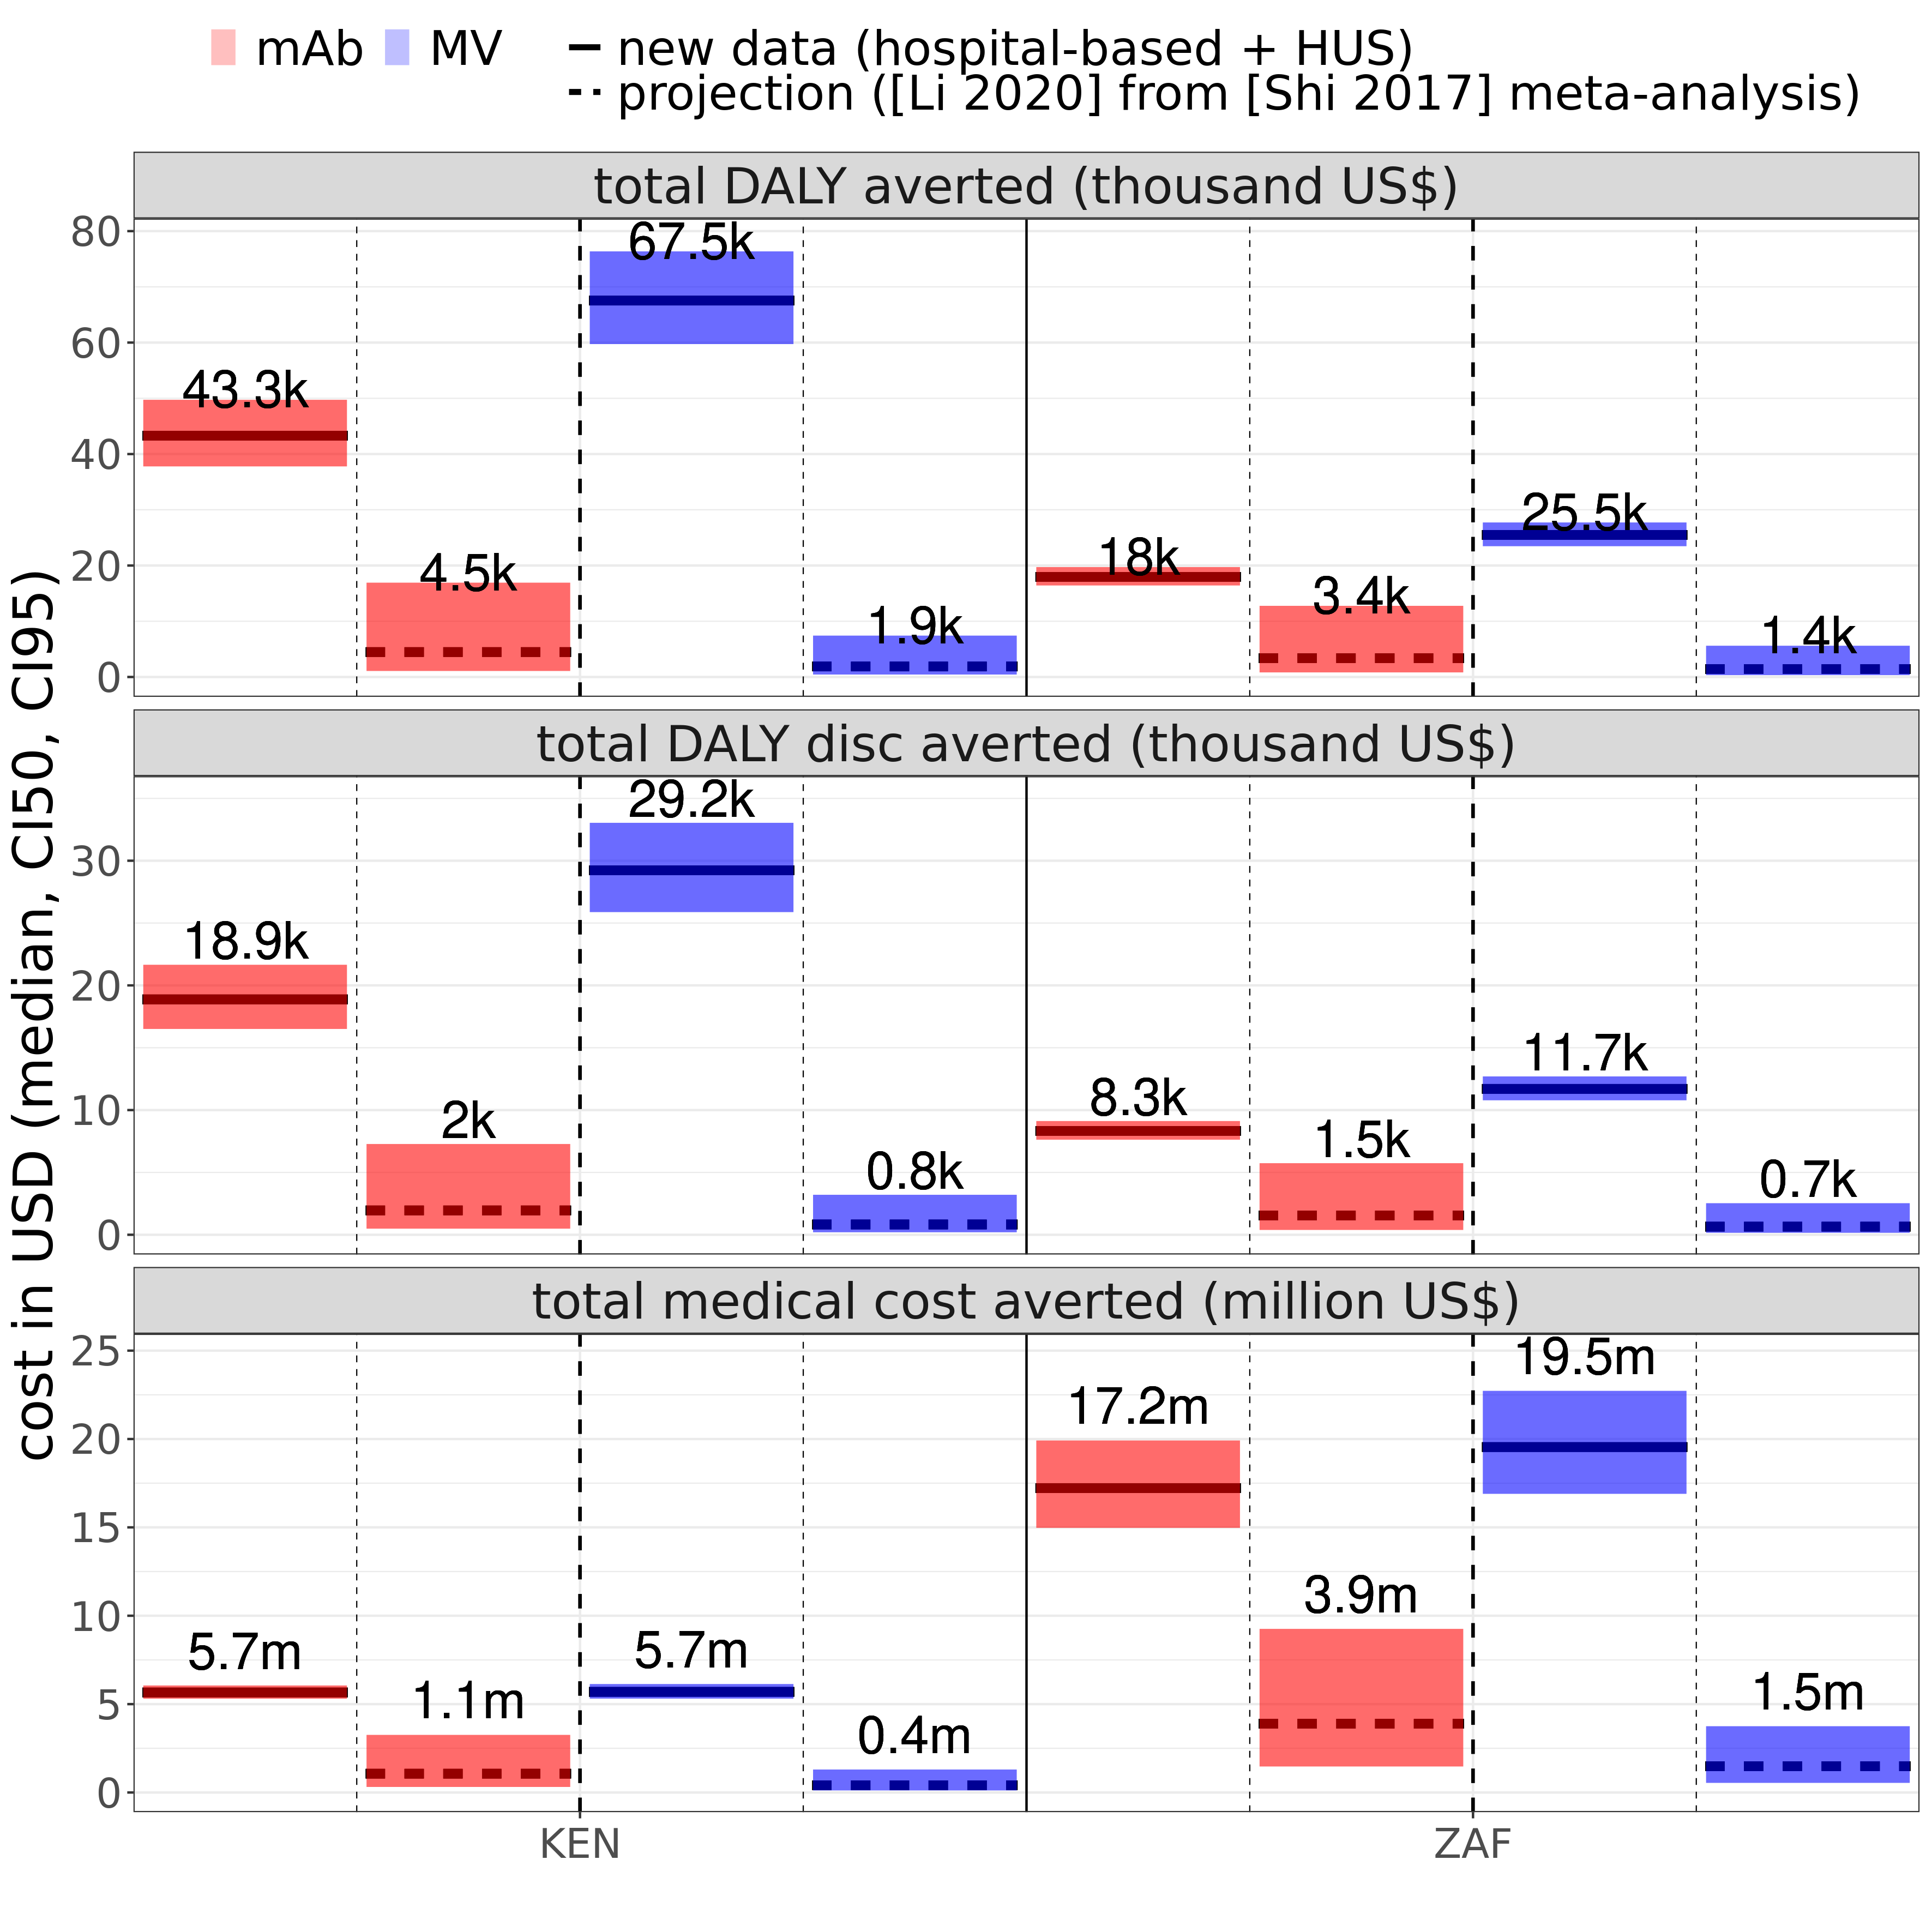 mAb MV new data (hospital-based + HUS)
projection ([Li 2020] from [Shi 2017] meta-analysis)
cost in USD (median, CI50, CI95)
total DALY averted (thousand US$)
80
60
40
20
0
43.3k
4.5k
67.5k
1.9k
18k
3.4k
25.5k
1.4k
total DALY disc averted (thousand US$)
30
20
10
0
18.9k
2k
29.2k
0.8k
8.3k
1.5k
11.7k
0.7k
total medical cost averted (million US$)
25
20
15
10
5
0
5.7m
1.1m
5.7m
0.4m
17.2m
3.9m
19.5m
1.5m
KEN
ZAF